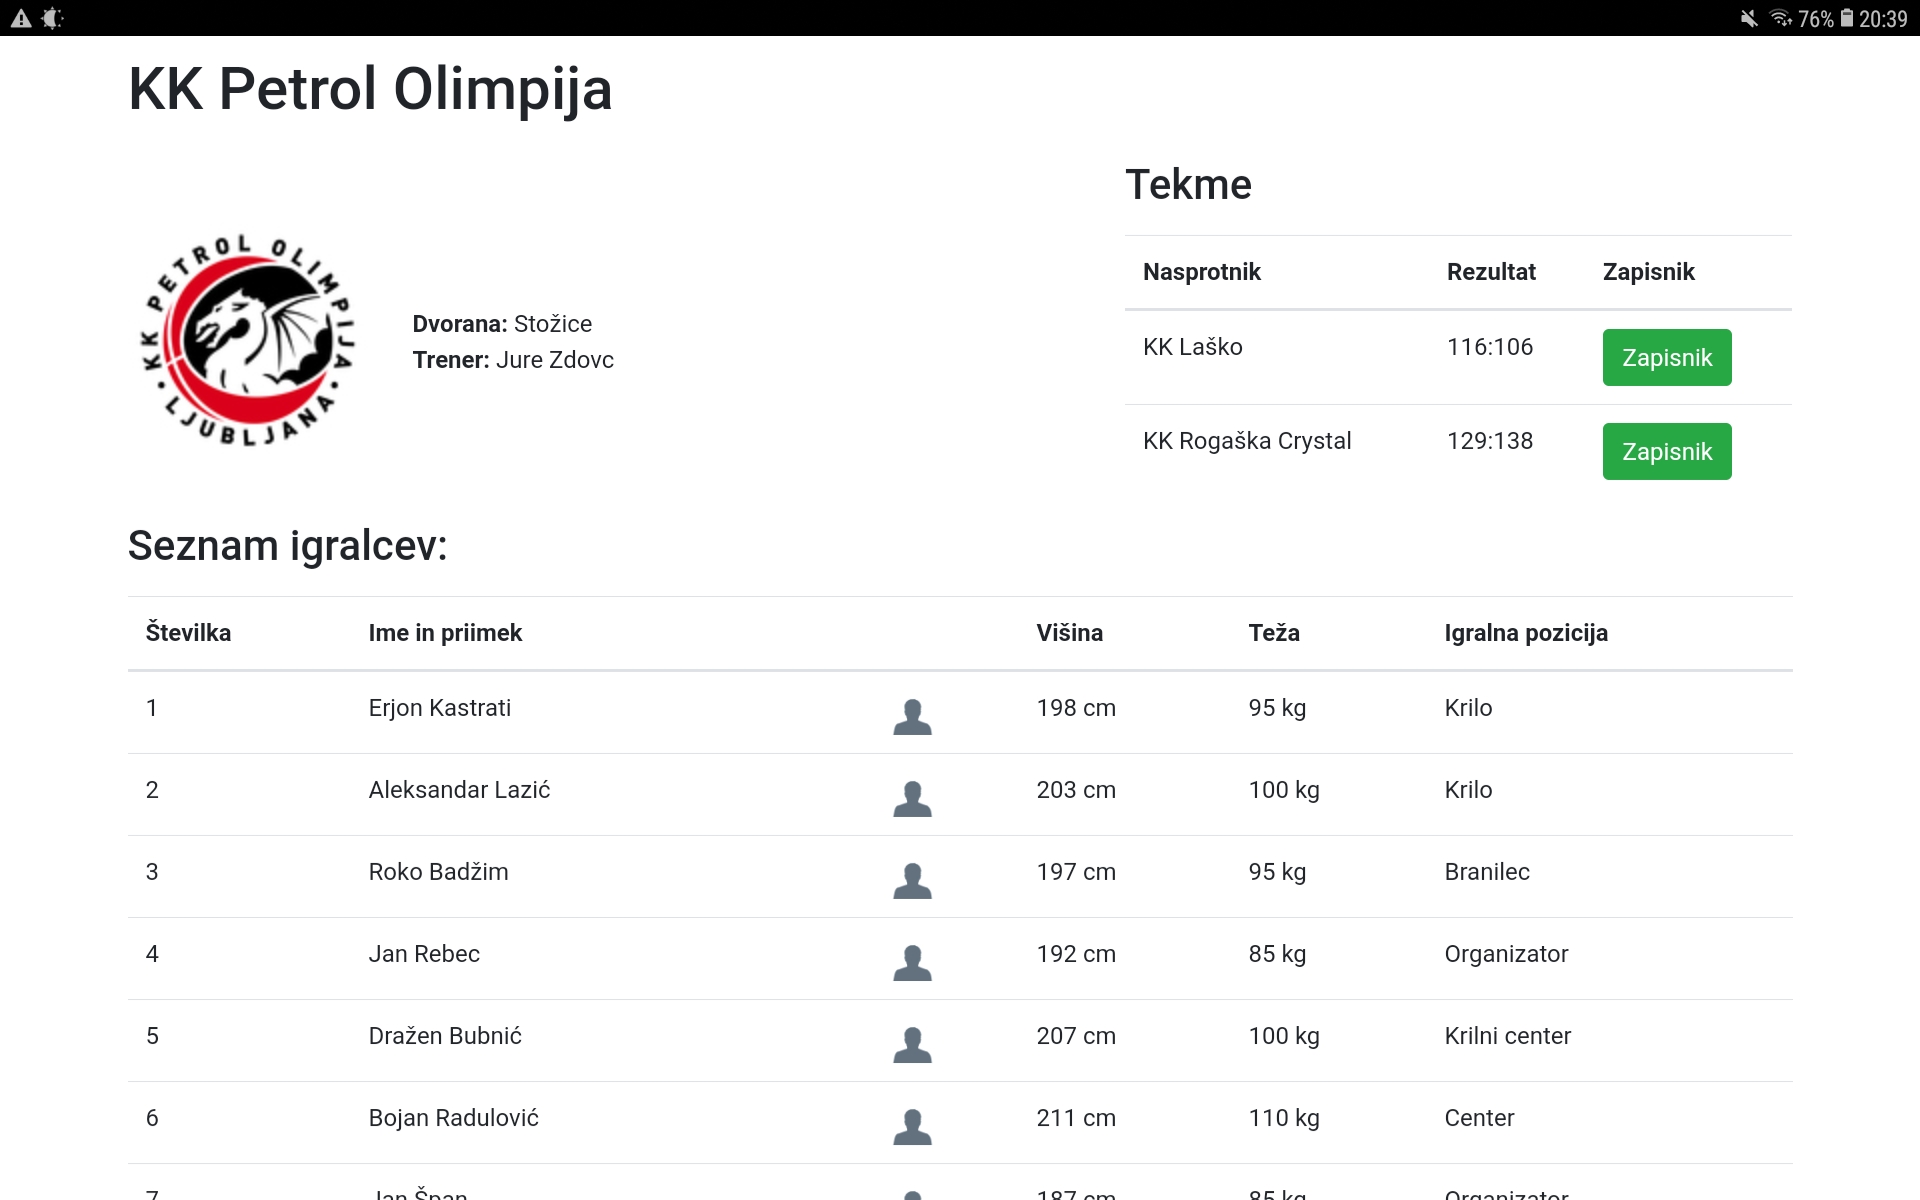 76% 20:39
KK Petrol Olimpija
KK PETROL OLIMPIJA
LJUBLJANA
Dvorana: Stožice
Trener: Jure Zdovc
Tekme
Nasprotnik Rezultat Zapisnik
KK Laško 116:106 Zapisnik
KK Rogaška Crystal 129:138 Zapisnik
Seznam igralcev:
Številka Ime in priimek Višina Teža Igralna pozicija
1 Erjon Kastrati 198 cm 95 kg Krilo
2 Aleksandar Lazić 203 cm 100 kg Krilo
3 Roko Badžim 197 cm 95 kg Branilec
4 Jan Rebec 192 cm 85 kg Organizator
5 Dražen Bubnić 207 cm 100 kg Krilni center
6 Bojan Radulović 211 cm 110 kg Center
7 Jan Špan 187 cm 85 kg Organizator